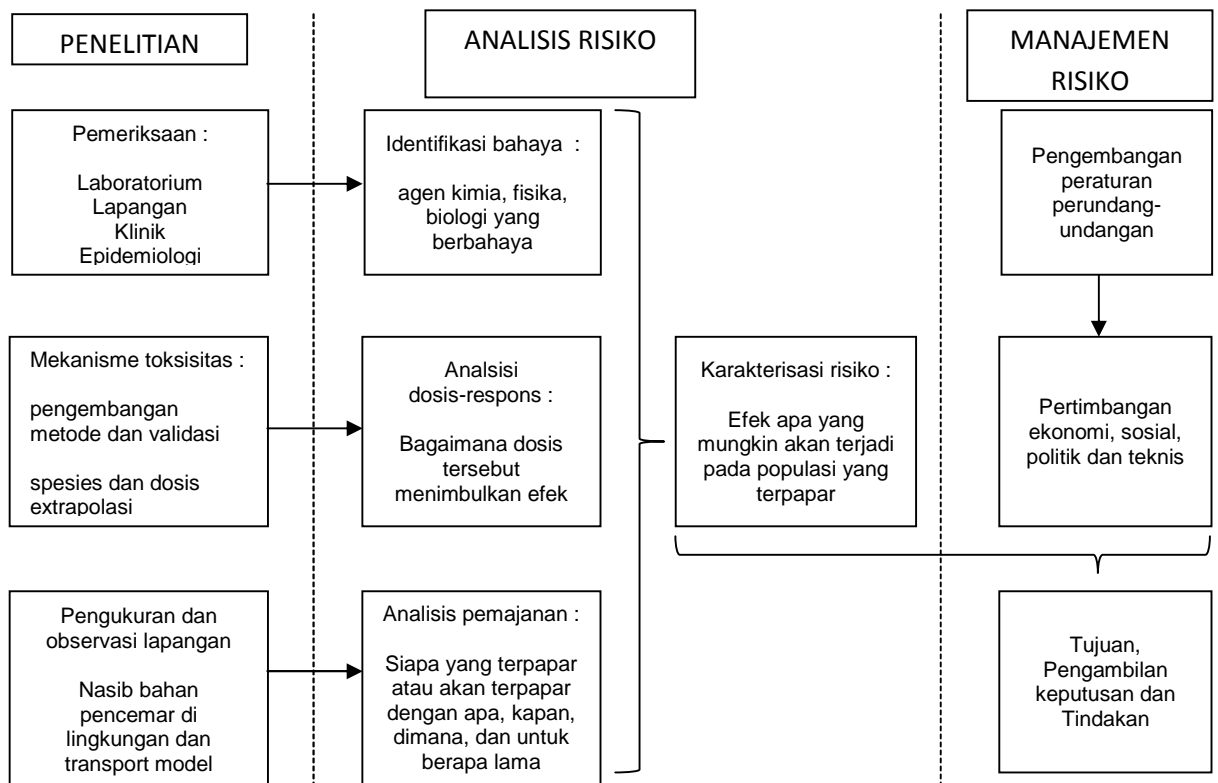 PENELITIAN
ANALISIS RISIKO
MANAJEMEN
RISIKO
Pemeriksaan :
Laboratorium
Lapangan
Klinik
Epidemiologi
Identifikasi bahaya :
agen kimia, fisika,
biologi yang
berbahaya
Pengembangan
peraturan
perundang-
undangan
Mekanisme toksisitas :
pengembangan
metode dan validasi
spesies dan dosis
extrapolasi
Analsisi
dosis-respons :
Bagaimana dosis
tersebut
menimbulkan efek
Karakterisasi risiko :
Efek apa yang
mungkin akan terjadi
pada populasi yang
terpapar
Pertimbangan
ekonomi, sosial,
politik dan teknis
Pengukuran dan
observasi lapangan
Nasib bahan
pencemar di
lingkungan dan
transport model
Analisis pemajanan :
Siapa yang terpapar
atau akan terpapar
dengan apa, kapan,
dimana, dan untuk
berapa lama
Tujuan,
Pengambilan
keputusan dan
Tindakan